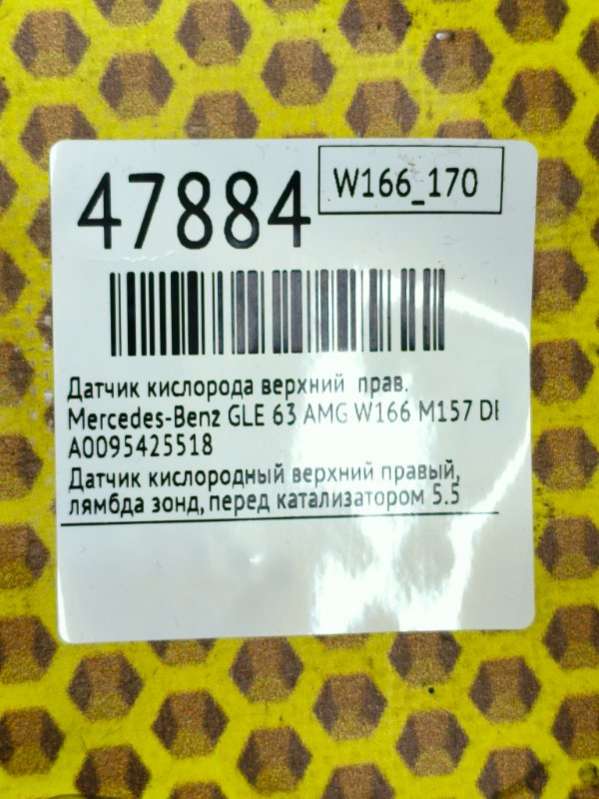 47884
W166_170
Датчик кислорода верхний прав.
Mercedes-Benz GLE 63 AMG W166 M157 DE
A0095425518
Датчик кислородный верхний правый,
лямбда зонд, перед катализатором 5.5